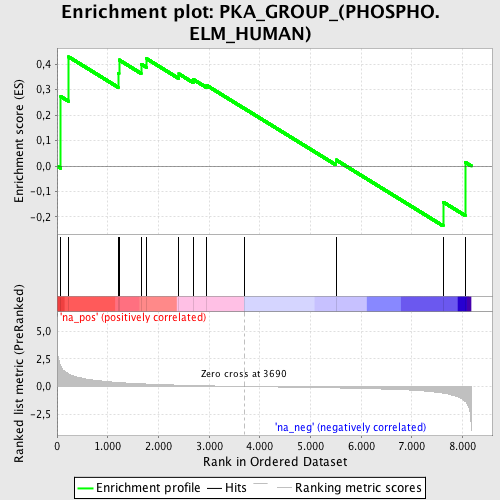 Enrichment plot: PKA_GROUP_(PHOSPHO.
ELM_HUMAN)
Enrichment score (ES)
0,4
0,3
0,2
0,1
0,0
-0,1
-0,2
'na_pos' (positively correlated)
Ranked list metric (PreRanked)
5,0
2,5
0,0
-2,5
Zero cross at 3690
'na_neg' (negatively correlated)
0 1.000 2.000 3.000 4.000 5.000 6.000 7.000 8.000
Rank in Ordered Dataset
Enrichment profile Hits Ranking metric scores